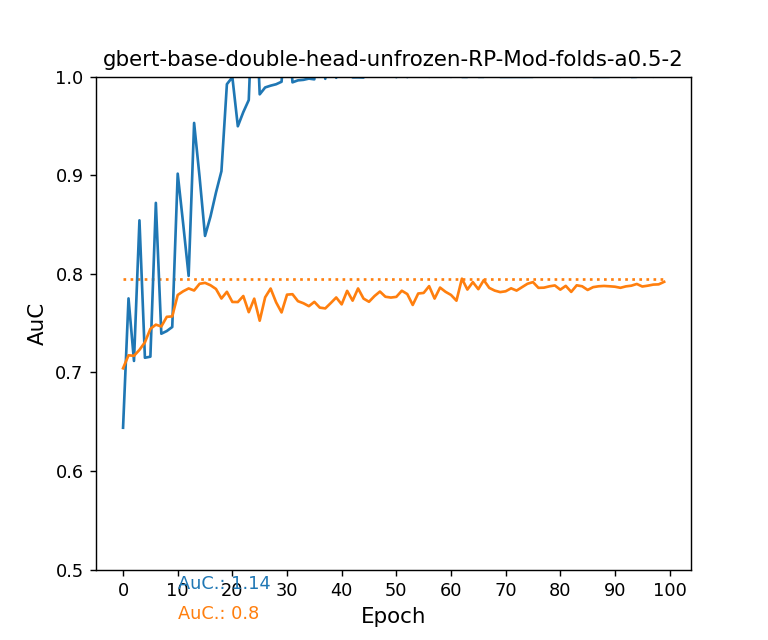 gbert-base-double-head-unfrozen-RP-Mod-folds-a0.5-2
1.0
0.9
0.8
0.7
0.6
0.5
AuC
0 10 20 30 40 50 60 70 80 90 100
AuC.: 1.14
AuC.: 0.8
Epoch